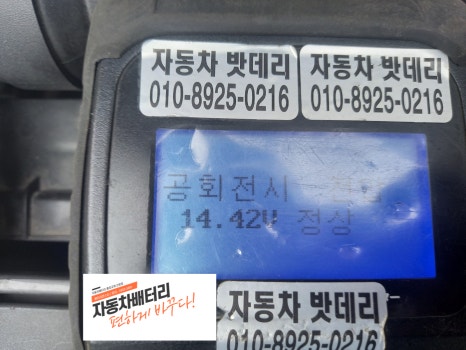 자동차 밧데리
010-8925-0216
자동차 밧데리
010-8925-0216
공회전시
14.42V 정상
자동차배터리
편하게 바꾸다!
자동차 밧데리
010-8925-0216